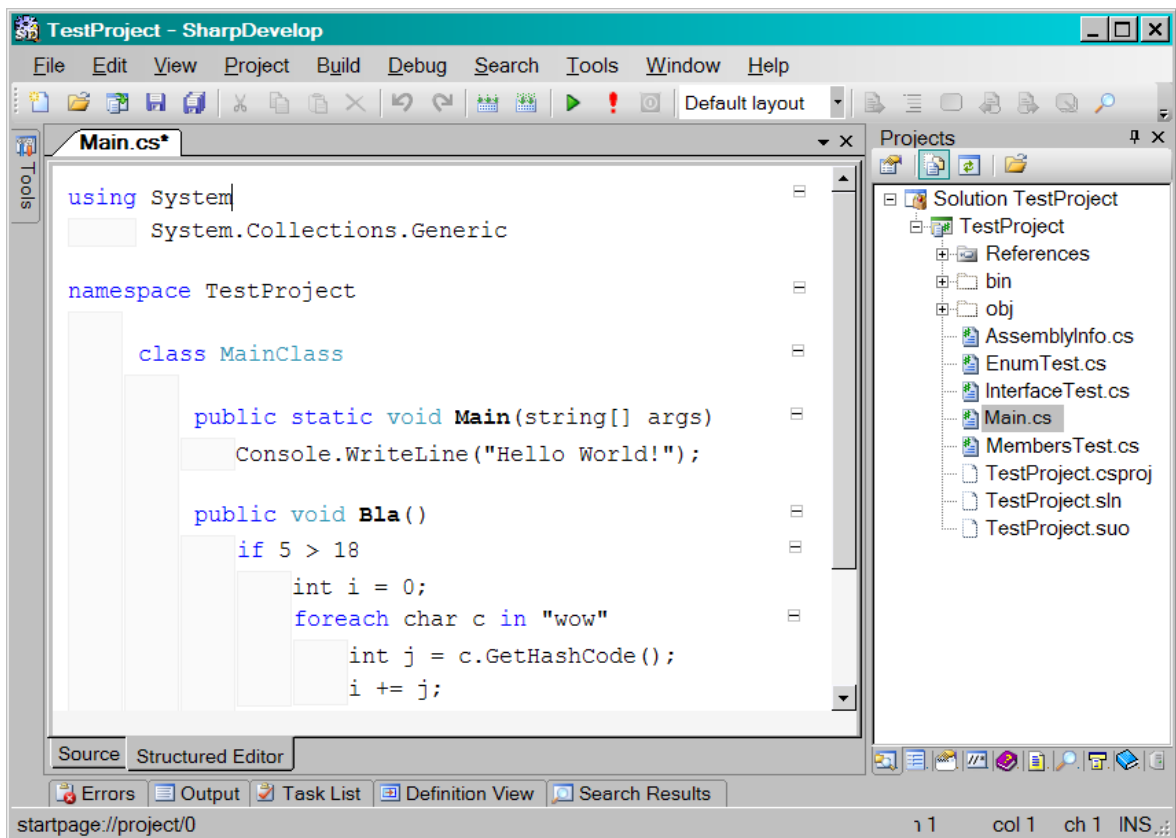 TestProject - SharpDevelop
File Edit View Project Build Debug Search Tools Window Help
Default layout
Tools
Main.cs*
using System
System.Collections.Generic
namespace TestProject
class MainClass
public static void Main(string[] args)
Console.WriteLine("Hello World!");
public void Bla()
if 5 > 18
int i = 0;
foreach char c in "wow"
int j = c.GetHashCode();
i += j;
Source Structured Editor
Projects
Solution TestProject
TestProject
References
bin
obj
AssemblyInfo.cs
EnumTest.cs
InterfaceTest.cs
Main.cs
MembersTest.cs
TestProject.csproj
TestProject.sln
TestProject.suo
Errors Output Task List Definition View Search Results
startpage://project/0 1 col 1 ch 1 INS